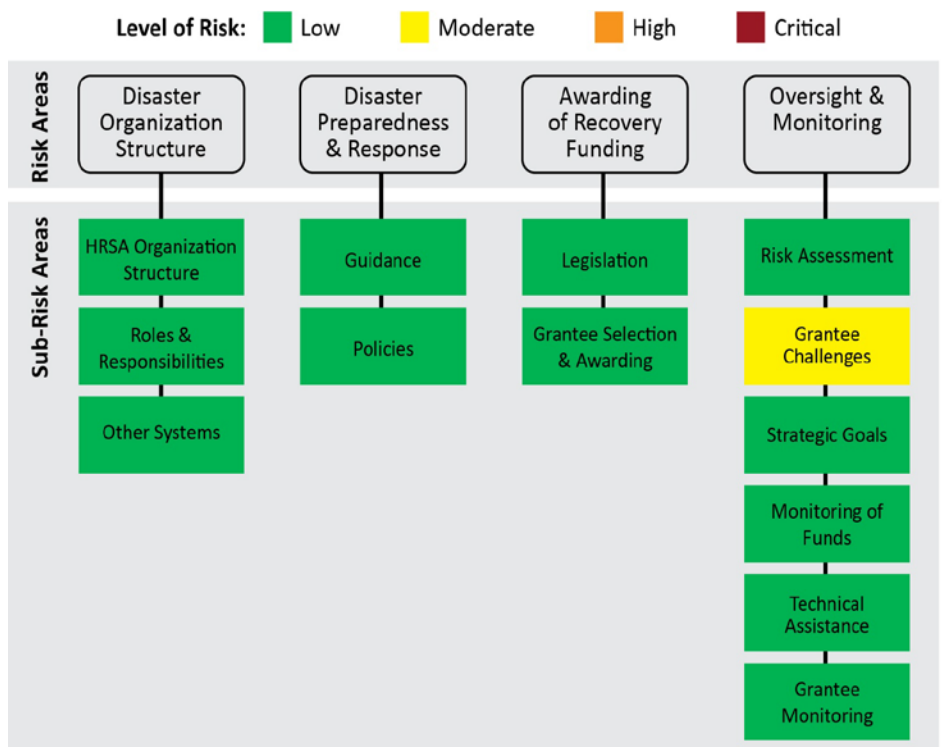 Level of Risk: Low Moderate High Critical
Risk Areas
Disaster
Organization
Structure
Disaster
Preparedness
& Response
Awarding
of Recovery
Funding
Oversight &
Monitoring
Sub-Risk Areas
HRSA Organization
Structure
Roles &
Responsibilities
Other Systems
Guidance
Policies
Legislation
Grantee Selection
& Awarding
Risk Assessment
Grantee
Challenges
Strategic Goals
Monitoring of
Funds
Technical
Assistance
Grantee
Monitoring